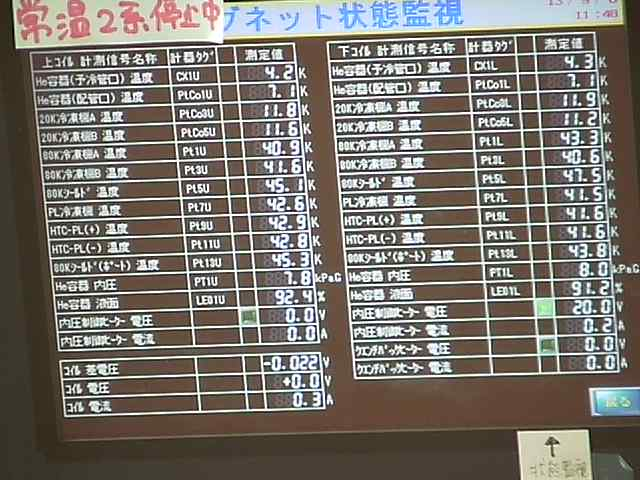 常温2系停止中
グネット状態監視
11:48
上コイル 計測信号名称 計器タグ 測定値
He容器(予冷管口) 温度 CX1U 4.2 K
He容器(配管口) 温度 PtCo1U 7.1 K
20K冷凍機A 温度 PtCo3U 11.8 K
20K冷凍機B 温度 PtCo5U 11.6 K
80K冷凍機A 温度 Pt1U 40.9 K
80K冷凍機B 温度 Pt3U 41.6 K
80Kシールド 温度 Pt5U 45.1 K
PL冷凍機 温度 Pt7U 42.6 K
HTC-PL(+) 温度 Pt9U 42.9 K
HTC-PL(-) 温度 Pt11U 42.8 K
80Kシールド(ポート) 温度 Pt13U 45.3 K
He容器 内圧 PT1U 7.8 kPaG
He容器 液面 LE01U 92.4 %
内圧制御ヒーター 電圧 0.0 V
内圧制御ヒーター 電流 0.0 A
コイル 差電圧 -0.022 V
コイル 電圧 +0.0 V
コイル 電流 0.3 A
下コイル 計測信号名称 計器タグ 測定値
He容器(予冷管口) 温度 CX1L 4.3 K
He容器(配管口) 温度 PtCo1L 7.1 K
20K冷凍機A 温度 PtCo3L 11.9 K
20K冷凍機B 温度 PtCo5L 11.2 K
80K冷凍機A 温度 Pt1L 43.3 K
80K冷凍機B 温度 Pt3L 40.6 K
80Kシールド 温度 Pt5L 47.5 K
PL冷凍機 温度 Pt7L 41.5 K
HTC-PL(+) 温度 Pt9L 41.6 K
HTC-PL(-) 温度 Pt11L 41.6 K
80Kシールド(ポート) 温度 Pt13L 43.8 K
He容器 内圧 PT1L 8.0 kPaG
He容器 液面 LE01L 91.2 %
内圧制御ヒーター 電圧 20.0 V
内圧制御ヒーター 電流 0.2 A
クエンチバックヒーター 電圧 0.0 V
クエンチバックヒーター 電流 0.0 A
戻る
↑
状態監視